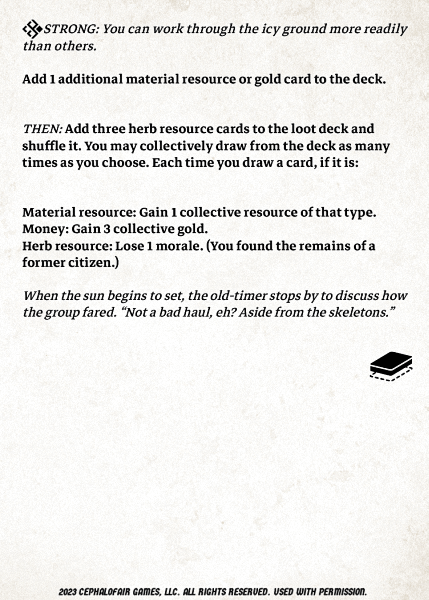 STRONG: You can work through the icy ground more readily
than others.
Add 1 additional material resource or gold card to the deck.
THEN: Add three herb resource cards to the loot deck and
shuffle it. You may collectively draw from the deck as many
times as you choose. Each time you draw a card, if it is:
Material resource: Gain 1 collective resource of that type.
Money: Gain 3 collective gold.
Herb resource: Lose 1 morale. (You found the remains of a
former citizen.)
When the sun begins to set, the old-timer stops by to discuss how
the group fared. “Not a bad haul, eh? Aside from the skeletons.”
2023 CEPHALOFAIR GAMES, LLC. ALL RIGHTS RESERVED. USED WITH PERMISSION.